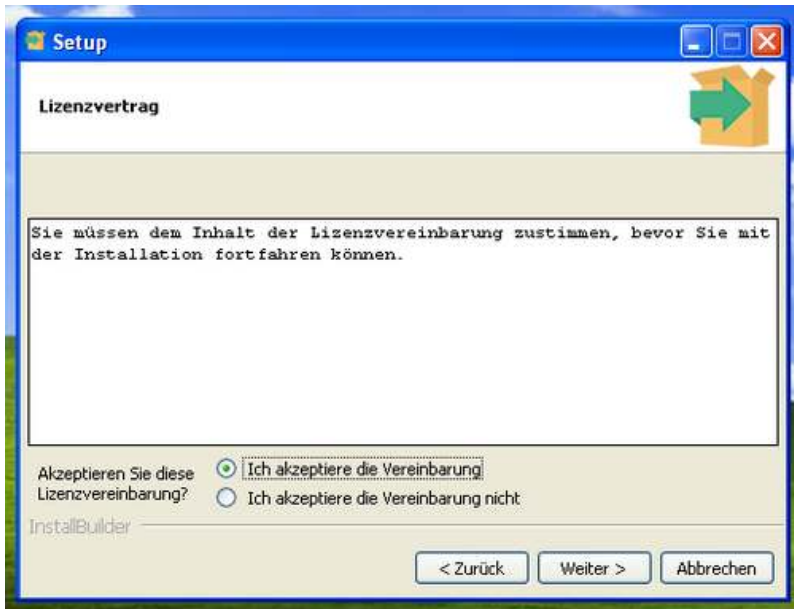 Setup
Lizenzvertrag
Sie müssen dem Inhalt der Lizenzvereinbarung zustimmen, bevor Sie mit
der Installation fortfahren können.
Akzeptieren Sie diese
Lizenzvereinbarung?
Ich akzeptiere die Vereinbarung
Ich akzeptiere die Vereinbarung nicht
InstallBuilder
< Zurück
Weiter >
Abbrechen